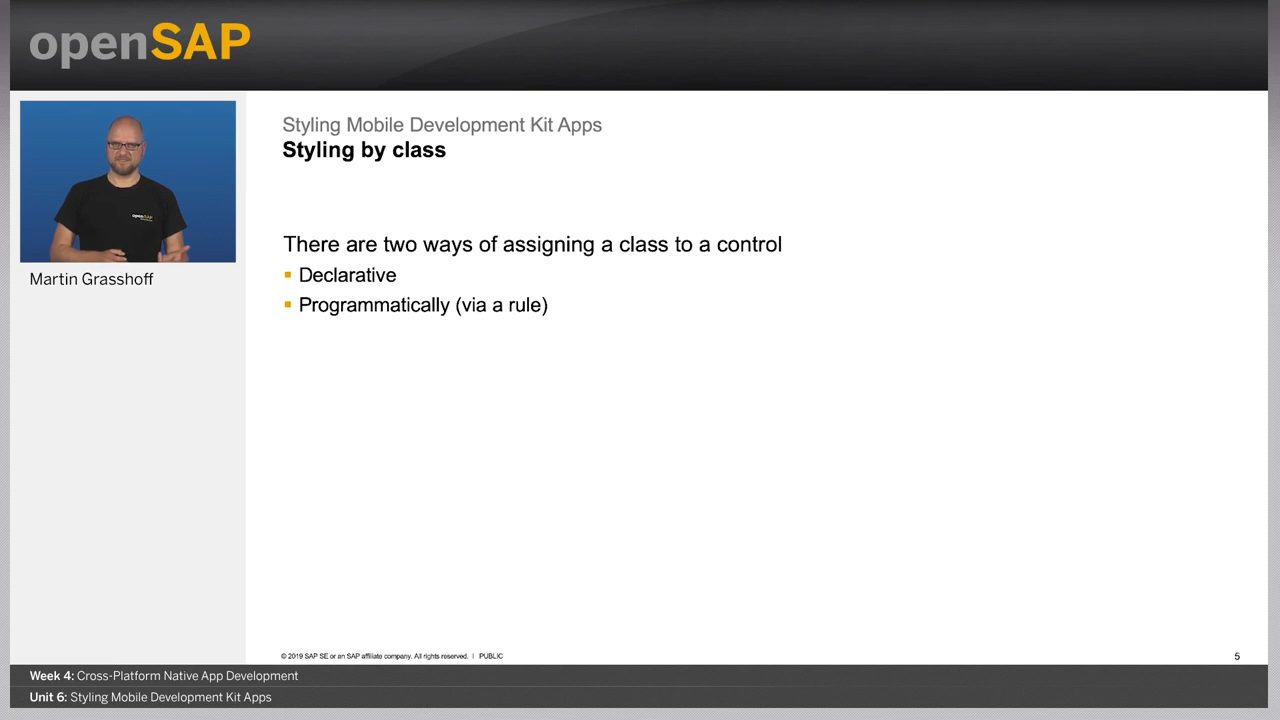 openSAP
Styling Mobile Development Kit Apps
Styling by class
openSAP
Martin Grasshoff
There are two ways of assigning a class to a control
Declarative
Programmatically (via a rule)
© 2019 SAP SE or an SAP affiliate company. All rights reserved. | PUBLIC
5
Week 4: Cross-Platform Native App Development
Unit 6: Styling Mobile Development Kit Apps